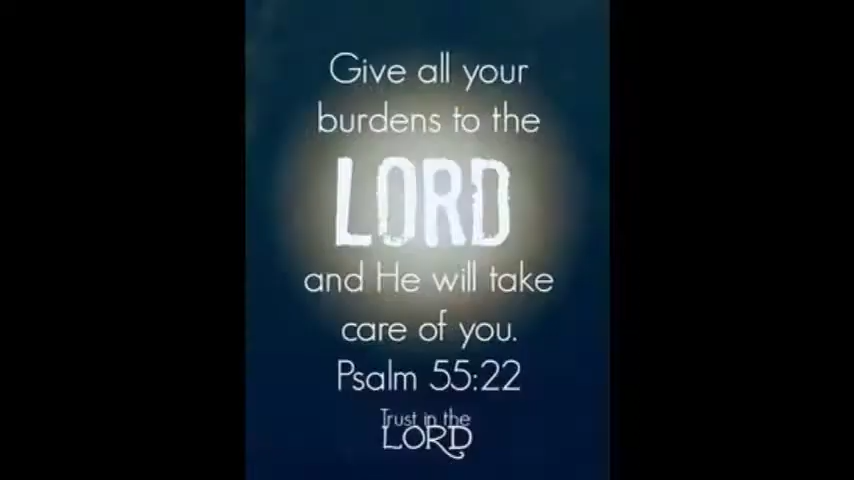 Give all your
burdens to the
LORD
and He will take
care of you.
Psalm 55:22
Trust in the
LORD